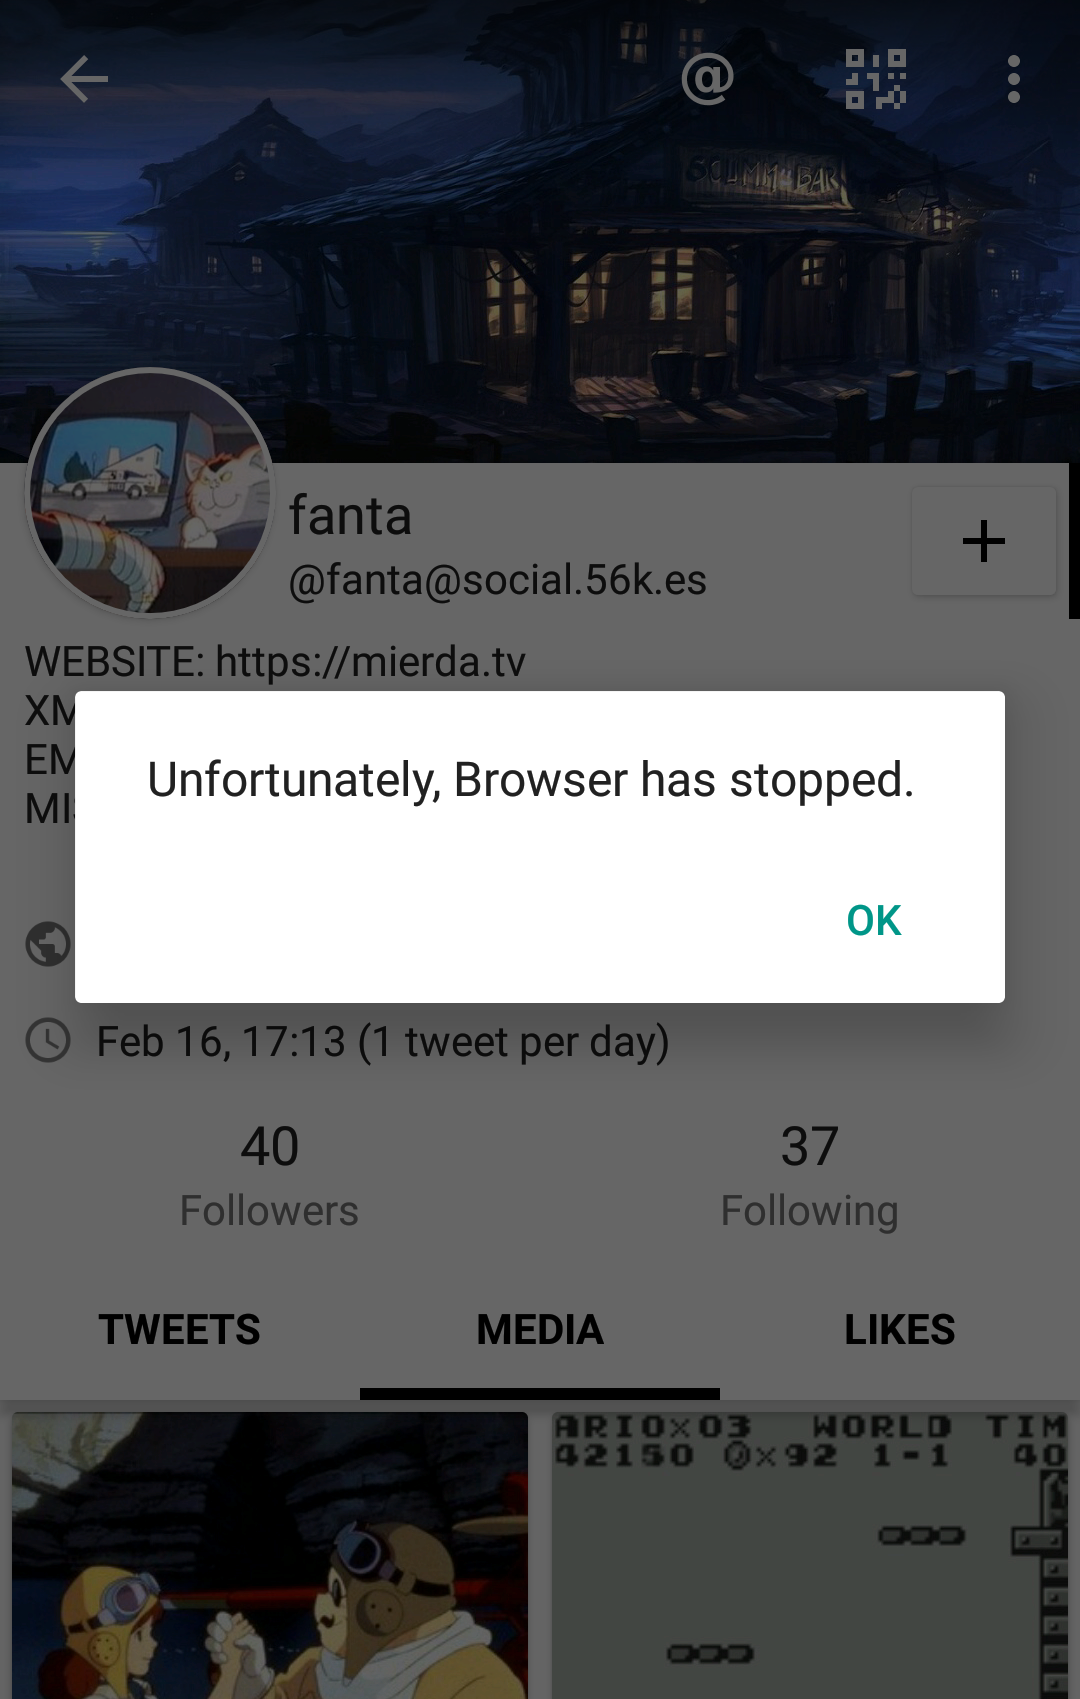 @
SCUMM BAR
fanta
@fanta@social.56k.es
+
WEBSITE: https://mierda.tv
XM
EM
MI
Unfortunately, Browser has stopped.
OK
Feb 16, 17:13 (1 tweet per day)
40
37
Followers
Following
TWEETS
MEDIA
LIKES
ARIO×03 WORLD TIM
42150 0×92 1-1 40